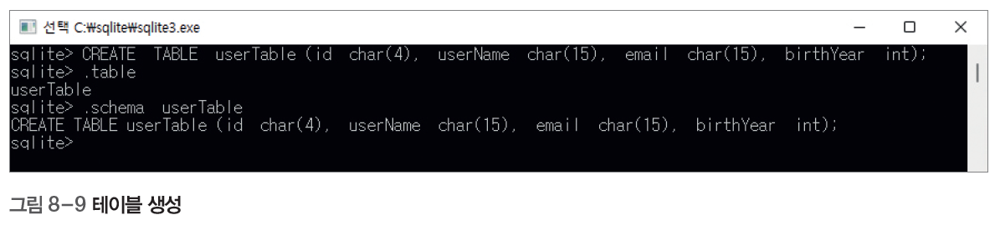 선택 C:₩sqlite₩sqlite3.exe
sqlite> CREATE TABLE userTable (id char(4), userName char(15), email char(15), birthYear int);
sqlite> .table
userTable
sqlite> .schema userTable
CREATE TABLE userTable (id char(4), userName char(15), email char(15), birthYear int);
sqlite>
그림 8-9 테이블 생성